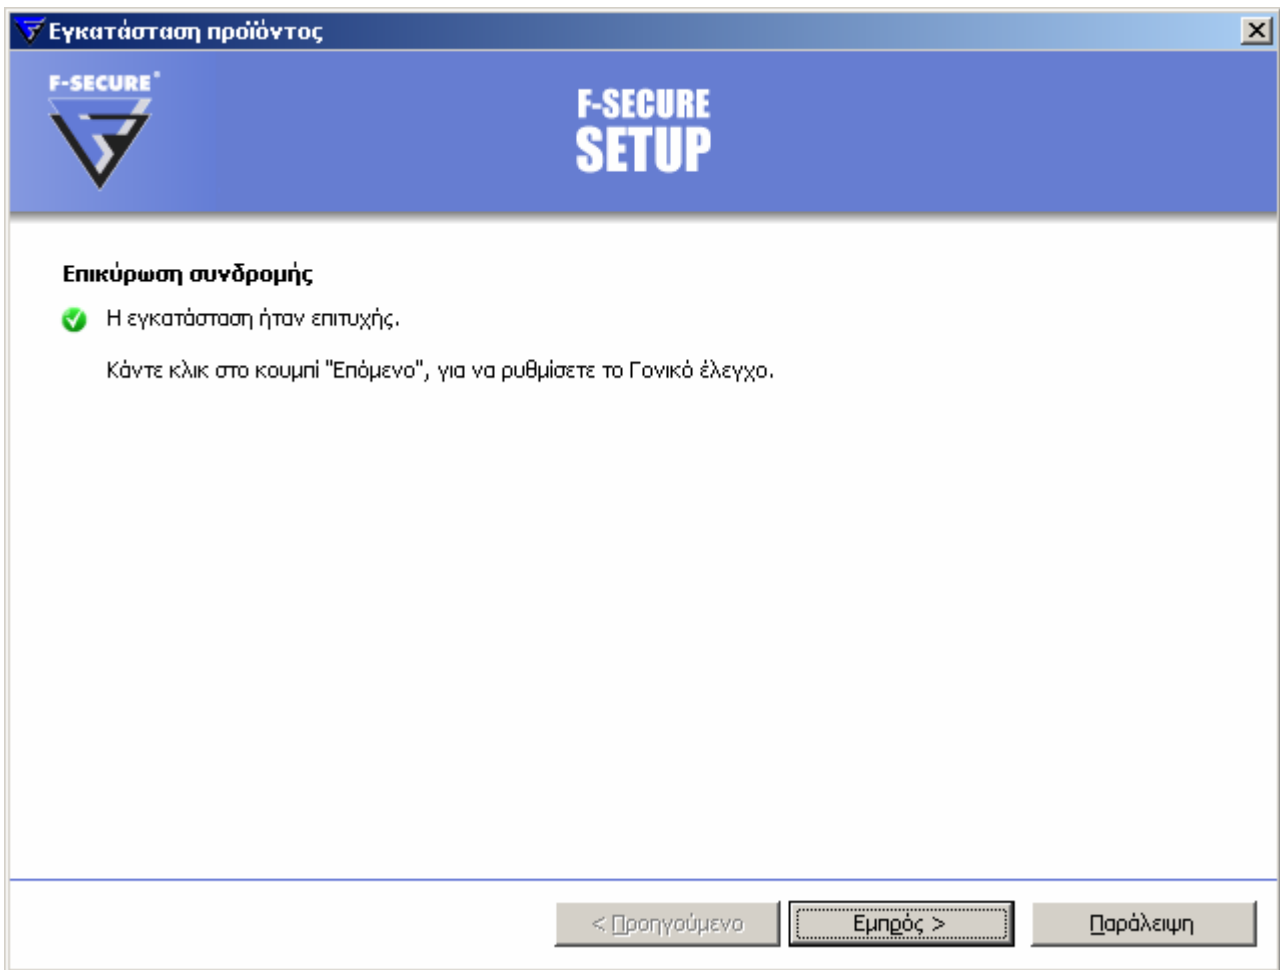 Εγκατάσταση προϊόντος
F-SECURE®
F-SECURE
SETUP
Επικύρωση συνδρομής
Η εγκατάσταση ήταν επιτυχής.
Κάντε κλικ στο κουμπί "Επόμενο", για να ρυθμίσετε το Γονικό έλεγχο.
< Προηγούμενο
Εμπρός >
Παράλειψη